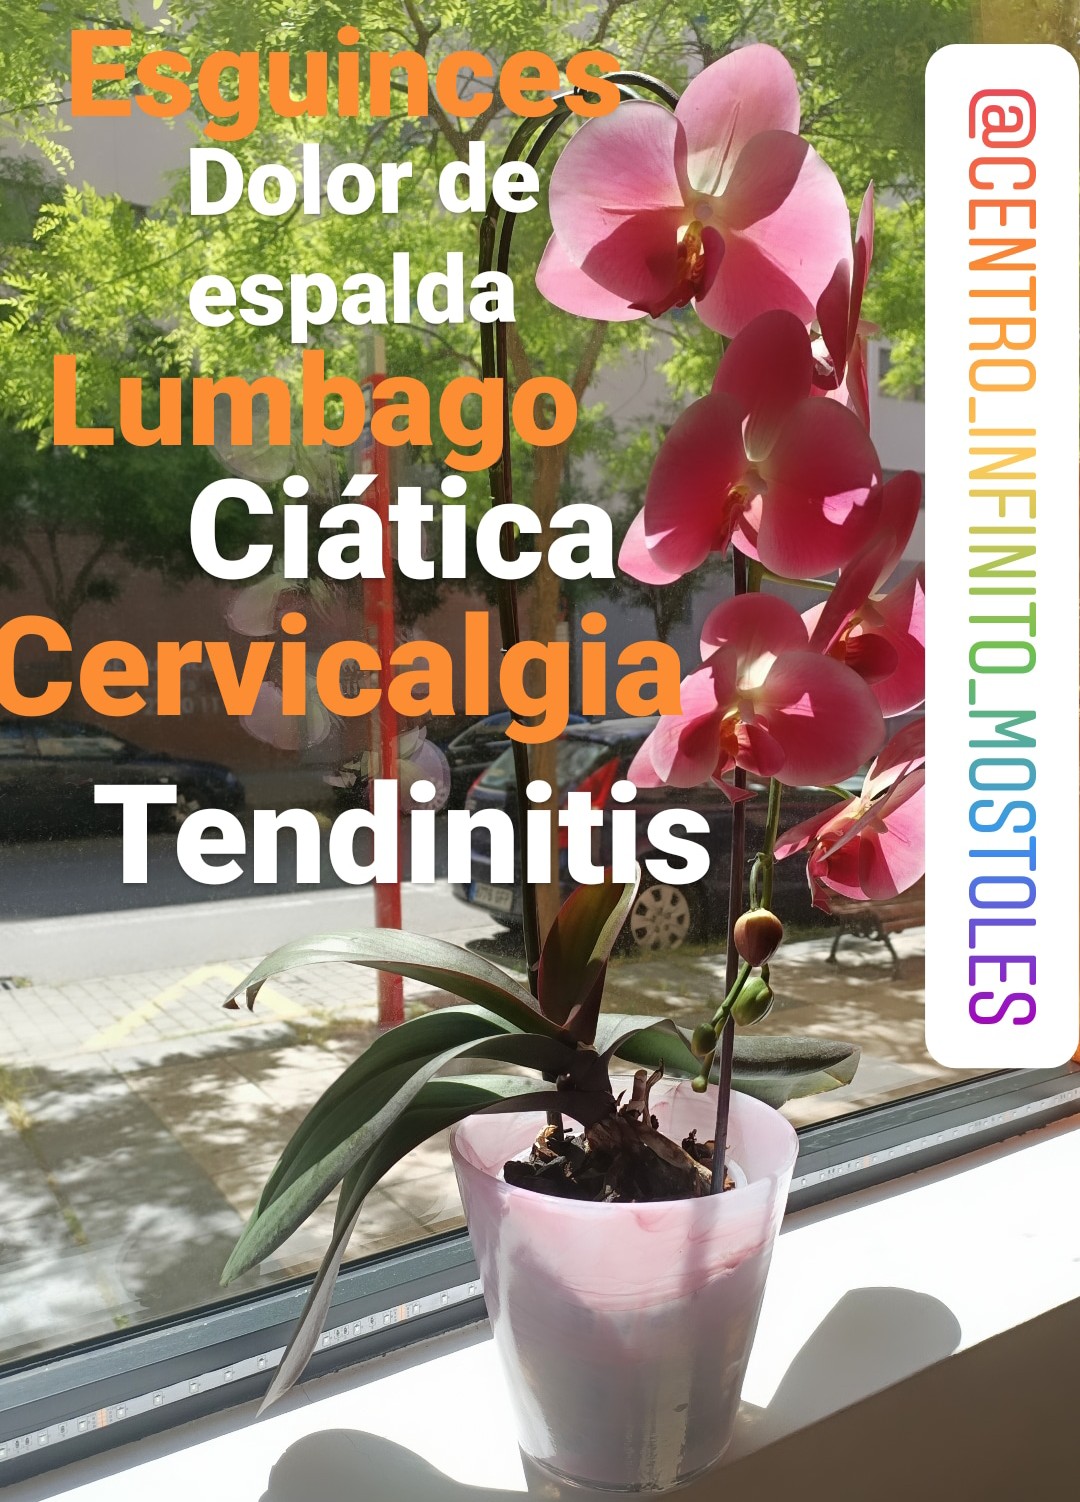 Esguinces
Dolor de
espalda
Lumbago
Ciática
Cervicalgia
Tendinitis
@CENTRO_INFINITO_MOSTOLES